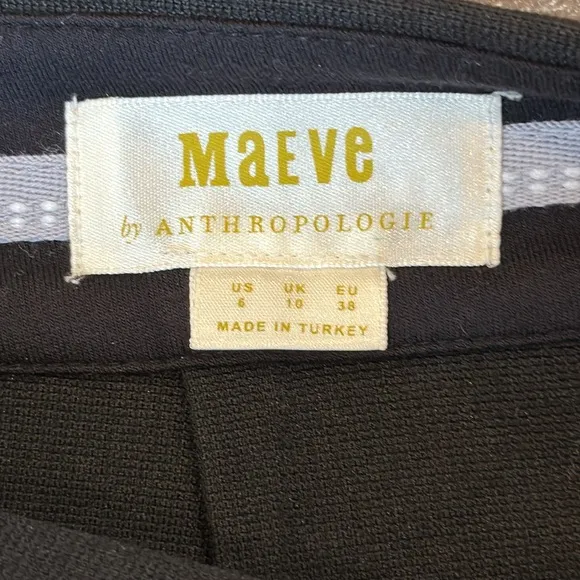 MaEVe
by ANTHROPOLOGIE
US UK EU
6 10 38
MADE IN TURKEY